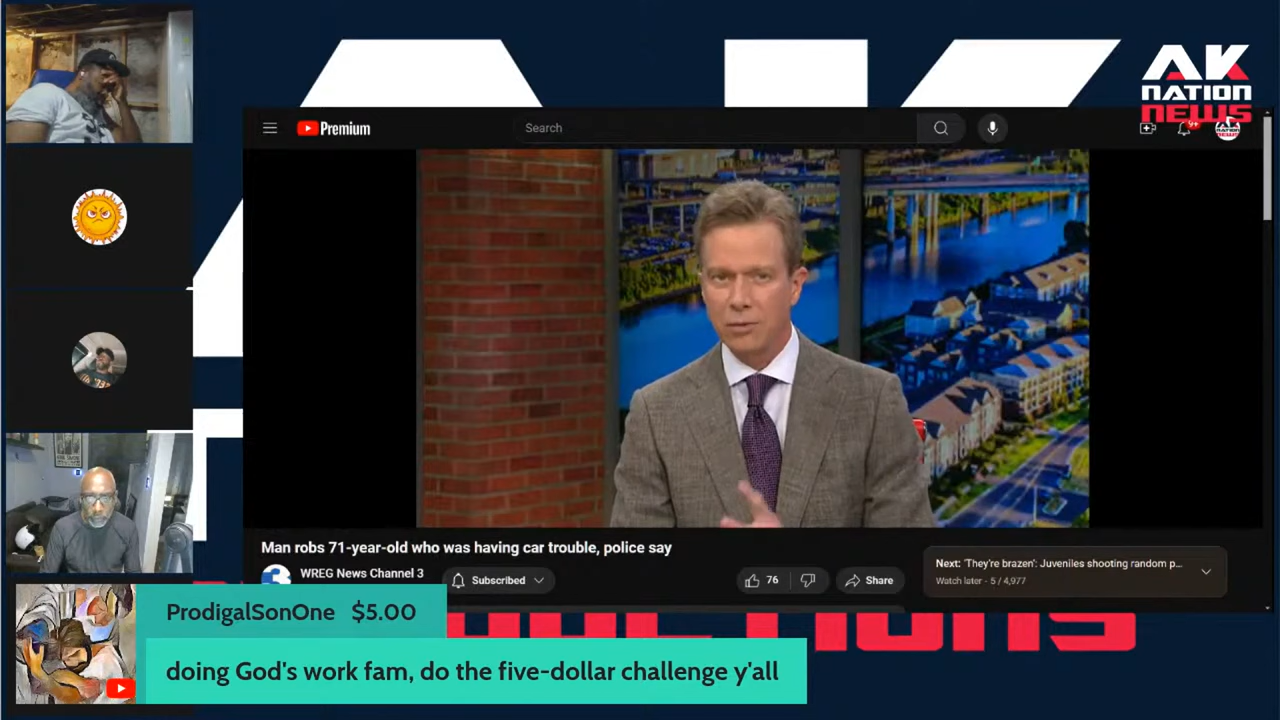 AK
NATION
NEWS
Premium
Search
9+
Man robs 71-year-old who was having car trouble, police say
WREG News Channel 3
Subscribed
76
Share
Next: 'They're brazen': Juveniles shooting random p...
Watch later - 5 / 4,977
ProdigalSonOne $5.00
doing God's work fam, do the five-dollar challenge y'all